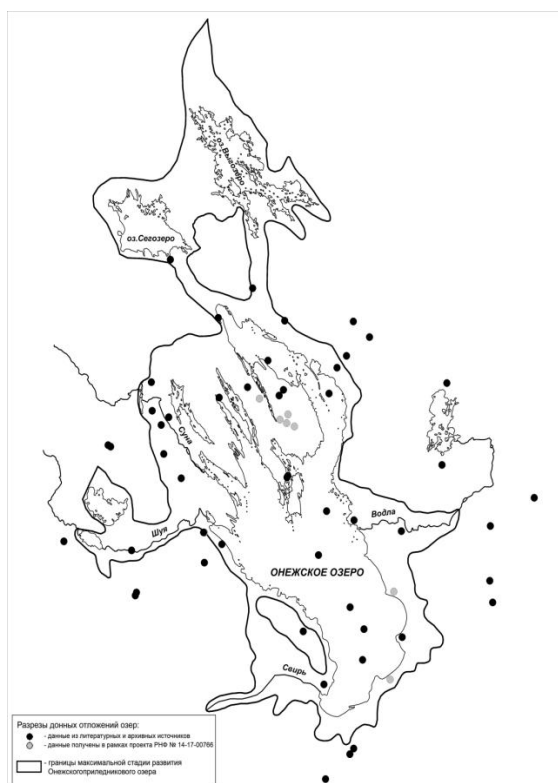 оз.Выгозеро
оз.Сегозеро
Суна
Водла
Шуя
ОНЕЖСКОЕ ОЗЕРО
Свирь
Разрезы донных отложений озер:
- данные из литературных и архивных источников
- данные получены в рамках проекта РНФ № 14-17-00766
- границы максимальной стадии развития
Онежскогоприледникового озера